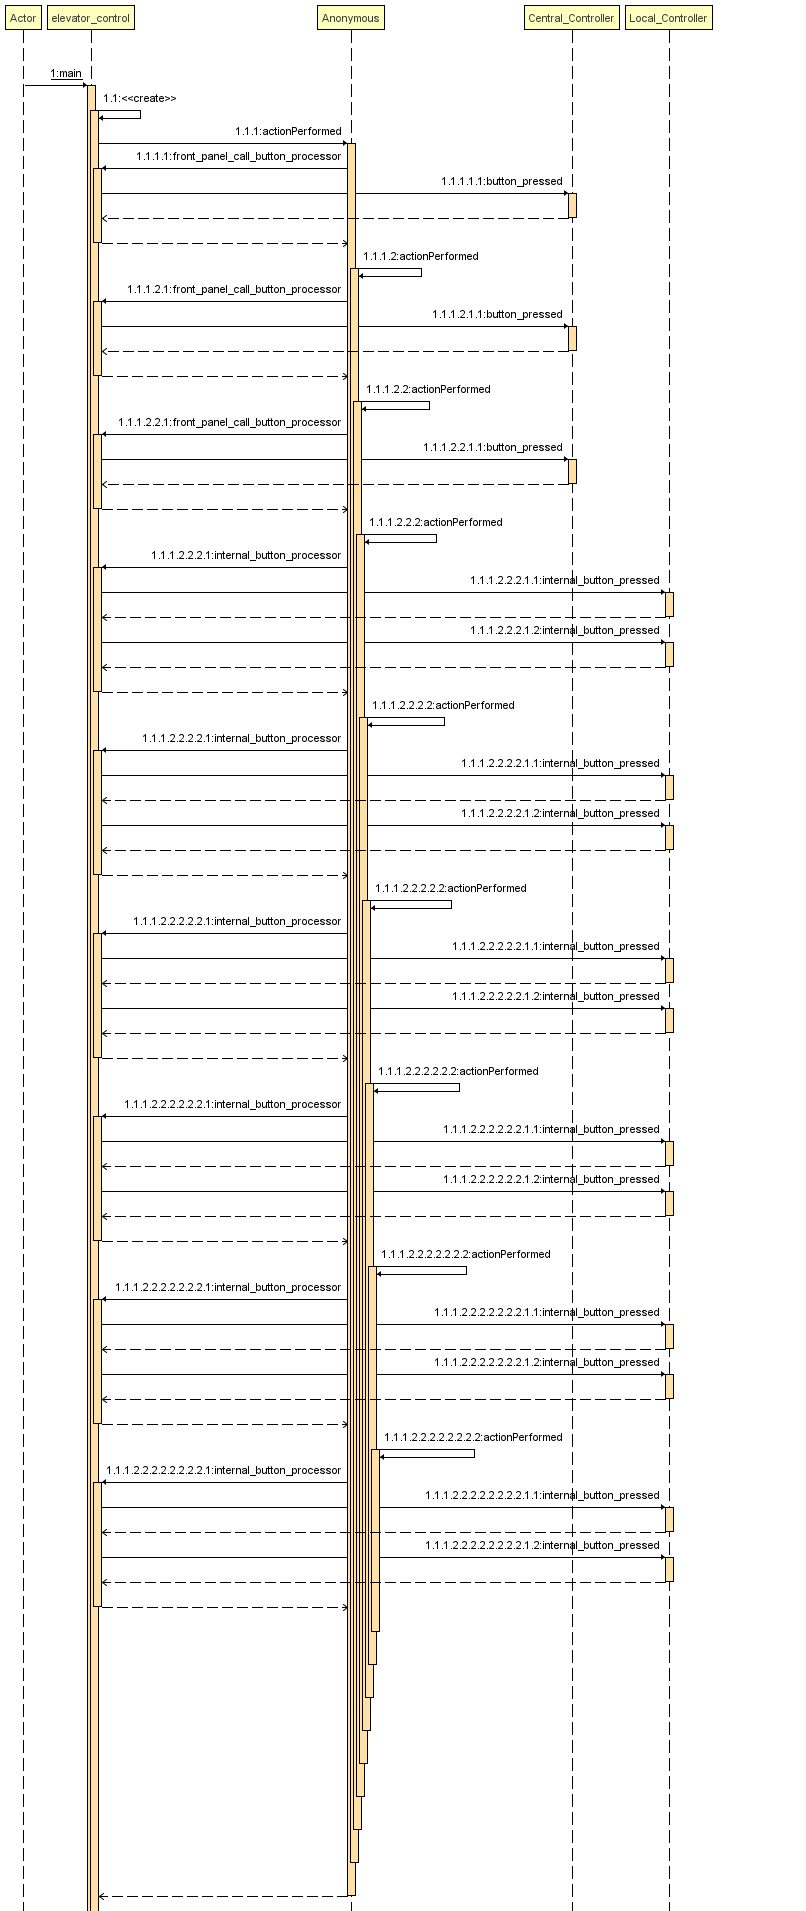 Actor
elevator_control
Anonymous
Central_Controller
Local_Controller
1:main
1.1:<<create>>
1.1.1:actionPerformed
1.1.1.1:front_panel_call_button_processor
1.1.1.1.1:button_pressed
1.1.1.2:actionPerformed
1.1.1.2.1:front_panel_call_button_processor
1.1.1.2.1.1:button_pressed
1.1.1.2.2:actionPerformed
1.1.1.2.2.1:front_panel_call_button_processor
1.1.1.2.2.1.1:button_pressed
1.1.1.2.2.2:actionPerformed
1.1.1.2.2.2.1:internal_button_processor
1.1.1.2.2.2.1.1:internal_button_pressed
1.1.1.2.2.2.1.2:internal_button_pressed
1.1.1.2.2.2.2:actionPerformed
1.1.1.2.2.2.2.1:internal_button_processor
1.1.1.2.2.2.2.1.1:internal_button_pressed
1.1.1.2.2.2.2.1.2:internal_button_pressed
1.1.1.2.2.2.2.2:actionPerformed
1.1.1.2.2.2.2.2.1:internal_button_processor
1.1.1.2.2.2.2.2.1.1:internal_button_pressed
1.1.1.2.2.2.2.2.1.2:internal_button_pressed
1.1.1.2.2.2.2.2.2:actionPerformed
1.1.1.2.2.2.2.2.2.1:internal_button_processor
1.1.1.2.2.2.2.2.2.1.1:internal_button_pressed
1.1.1.2.2.2.2.2.2.1.2:internal_button_pressed
1.1.1.2.2.2.2.2.2.2:actionPerformed
1.1.1.2.2.2.2.2.2.2.1:internal_button_processor
1.1.1.2.2.2.2.2.2.2.1.1:internal_button_pressed
1.1.1.2.2.2.2.2.2.2.1.2:internal_button_pressed
1.1.1.2.2.2.2.2.2.2.2:actionPerformed
1.1.1.2.2.2.2.2.2.2.2.1:internal_button_processor
1.1.1.2.2.2.2.2.2.2.2.1.1:internal_button_pressed
1.1.1.2.2.2.2.2.2.2.2.1.2:internal_button_pressed